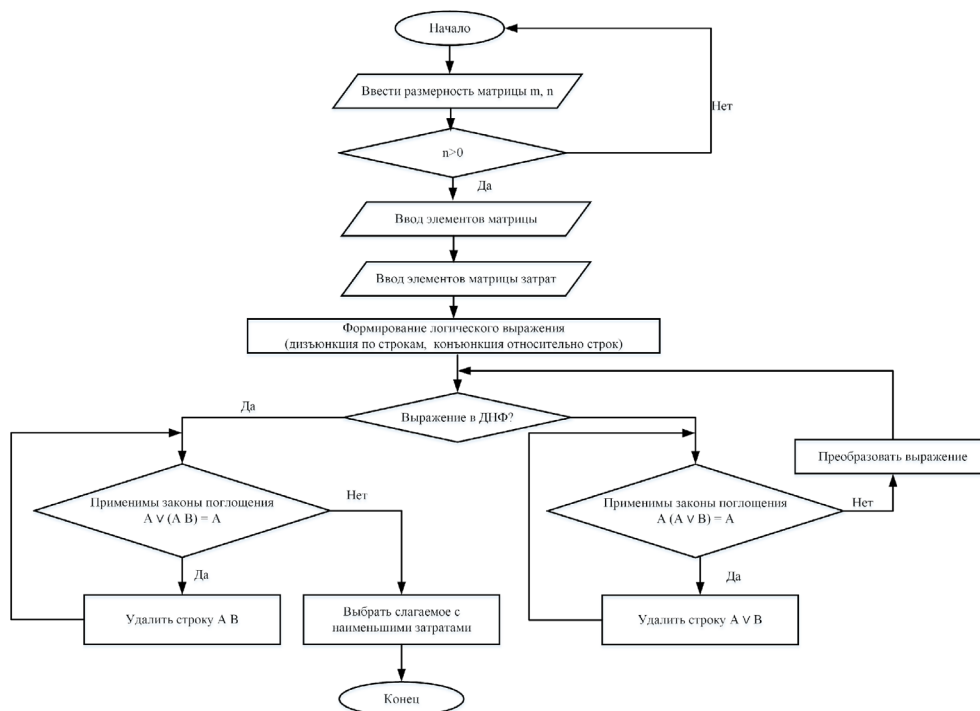 Начало
Ввести размерность матрицы m, n
Нет
n>0
Да
Ввод элементов матрицы
Ввод элементов матрицы затрат
Формирование логического выражения
(дизъюнкция по строкам, конъюнкция относительно строк)
Да
Выражение в ДНФ?
Преобразовать выражение
Применимы законы поглощения
A V (A B) = A
Нет
Применимы законы поглощения
A (A V B) = A
Нет
Да
Да
Удалить строку A B
Выбрать слагаемое с
наименьшими затратами
Удалить строку A V B
Конец